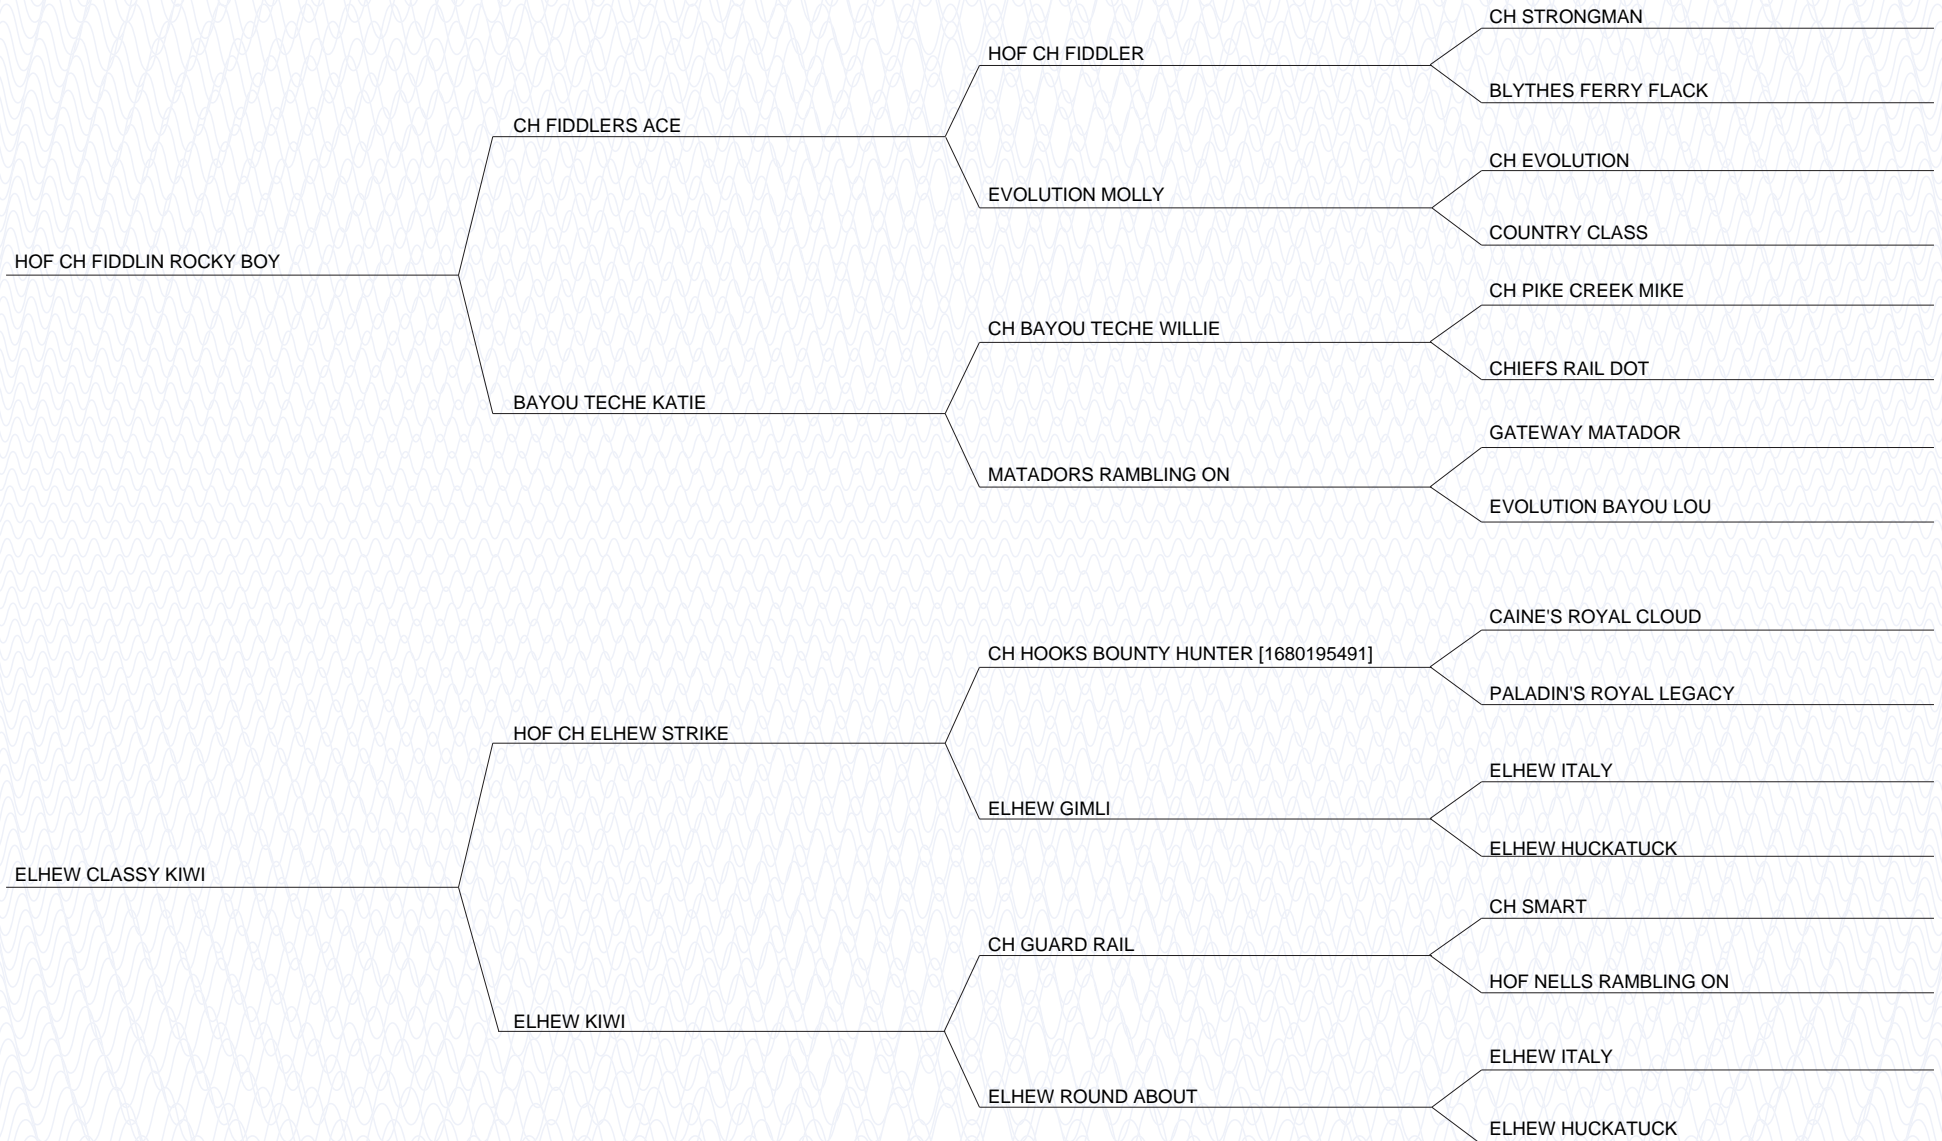 CH STRONGMAN
HOF CH FIDDLER
BLYTHES FERRY FLACK
CH FIDDLERS ACE
CH EVOLUTION
EVOLUTION MOLLY
COUNTRY CLASS
HOF CH FIDDLIN ROCKY BOY
CH PIKE CREEK MIKE
CH BAYOU TECHE WILLIE
CHIEFS RAIL DOT
BAYOU TECHE KATIE
GATEWAY MATADOR
MATADORS RAMBLING ON
EVOLUTION BAYOU LOU
CAINE'S ROYAL CLOUD
CH HOOKS BOUNTY HUNTER [1680195491]
PALADIN'S ROYAL LEGACY
HOF CH ELHEW STRIKE
ELHEW ITALY
ELHEW GIMLI
ELHEW HUCKATUCK
ELHEW CLASSY KIWI
CH SMART
CH GUARD RAIL
HOF NELLS RAMBLING ON
ELHEW KIWI
ELHEW ITALY
ELHEW ROUND ABOUT
ELHEW HUCKATUCK